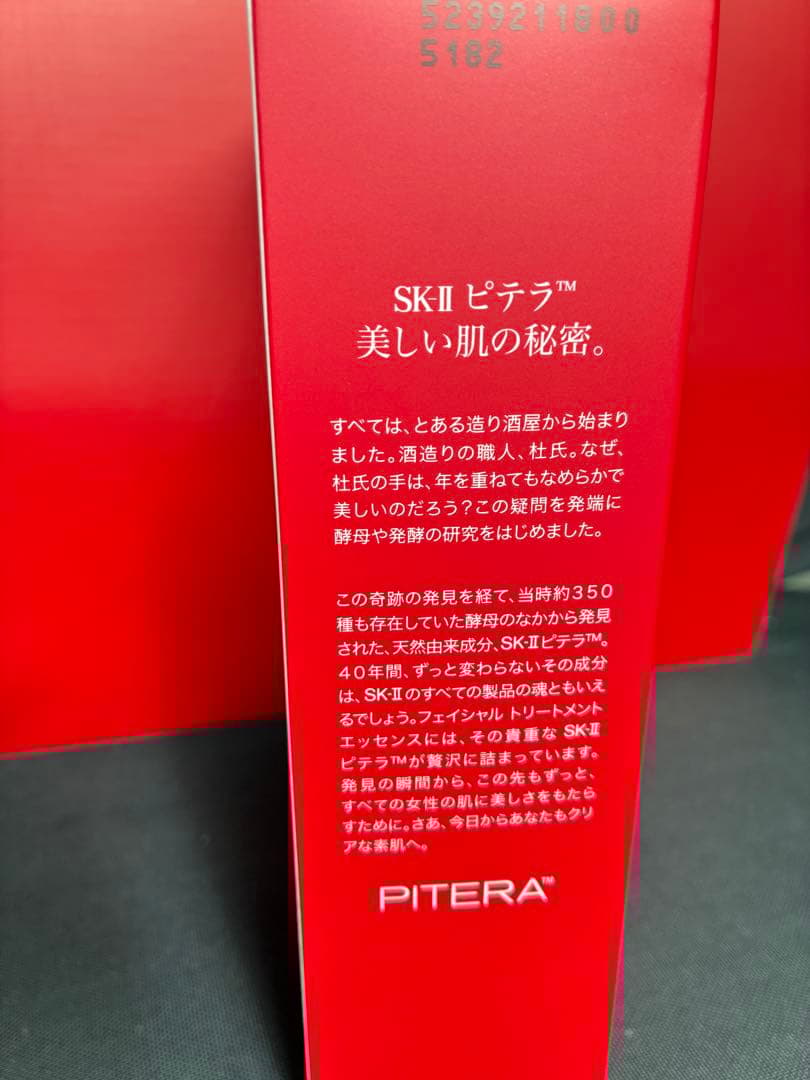 5239211800
5182
SK-II ピテラ™
美しい肌の秘密。
すべては、とある造り酒屋から始まり
ました。酒造りの職人、杜氏。なぜ、
杜氏の手は、年を重ねてもなめらかで
美しいのだろう?この疑問を発端に
酵母や発酵の研究をはじめました。
この奇跡の発見を経て、当時約350
種も存在していた酵母のなかから発見
された、天然由来成分、SK-IIピテラ™。
40年間、ずっと変わらないその成分
は、SK-IIのすべての製品の魂ともいえ
るでしょう。フェイシャル トリートメント
エッセンスには、その貴重な SK-II
ピテラ™が贅沢に詰まっています。
発見の瞬間から、この先もずっと、
すべての女性の肌に美しさをもたら
すために。さあ、今日からあなたもクリ
アな素肌へ。
PITERA™